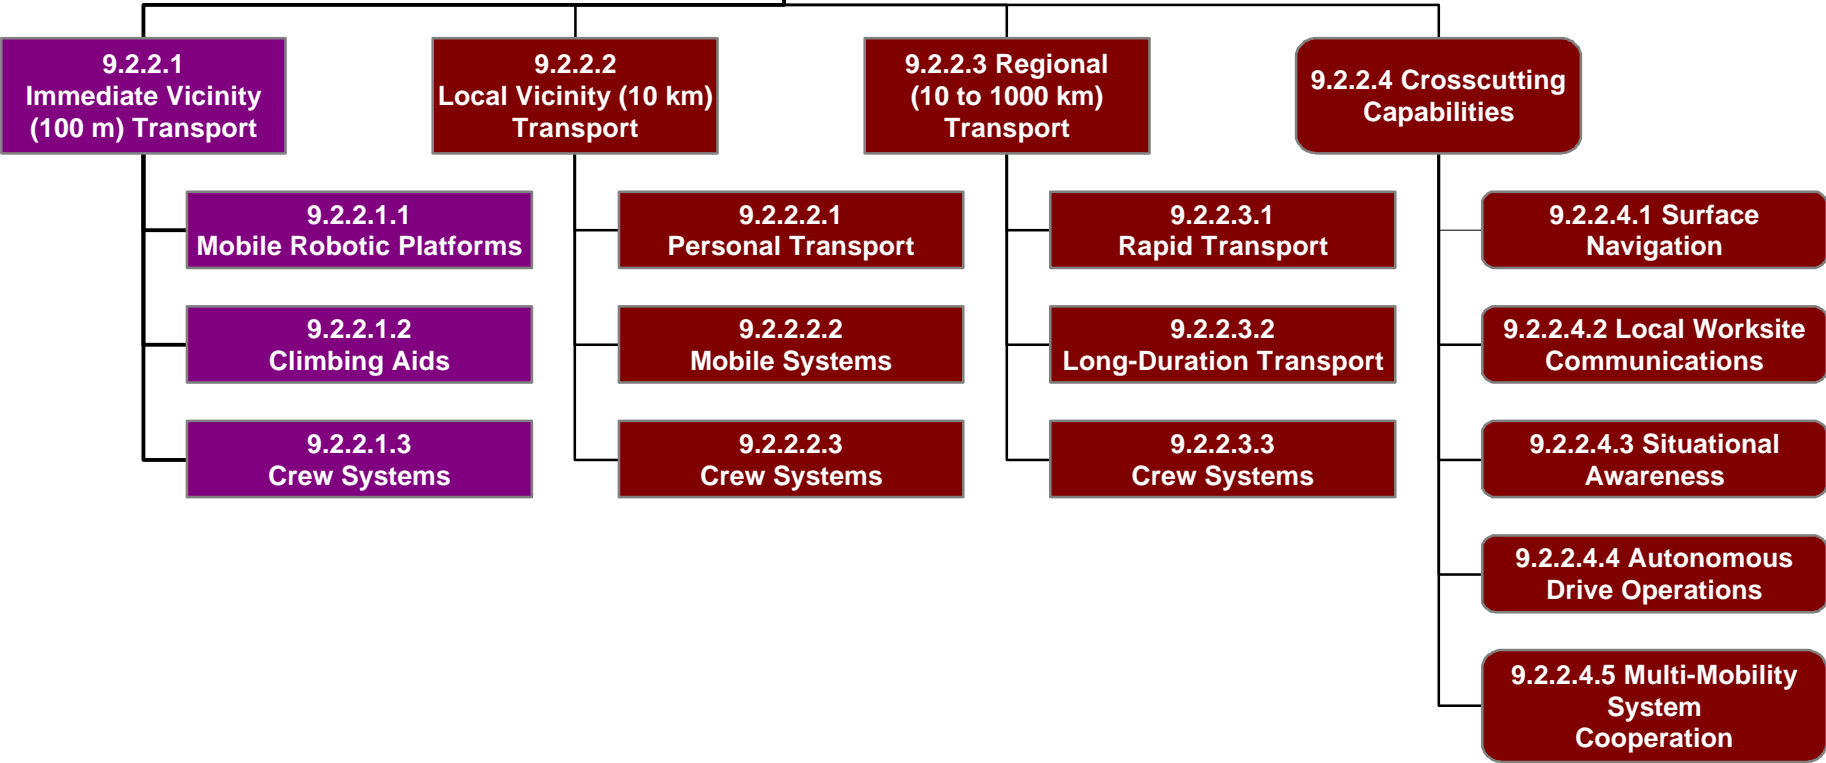 9.2.2.1
Immediate Vicinity
(100 m) Transport
9.2.2.1.1
Mobile Robotic Platforms
9.2.2.1.2
Climbing Aids
9.2.2.1.3
Crew Systems
9.2.2.2
Local Vicinity (10 km)
Transport
9.2.2.2.1
Personal Transport
9.2.2.2.2
Mobile Systems
9.2.2.2.3
Crew Systems
9.2.2.3 Regional
(10 to 1000 km)
Transport
9.2.2.3.1
Rapid Transport
9.2.2.3.2
Long-Duration Transport
9.2.2.3.3
Crew Systems
9.2.2.4 Crosscutting
Capabilities
9.2.2.4.1 Surface
Navigation
9.2.2.4.2 Local Worksite
Communications
9.2.2.4.3 Situational
Awareness
9.2.2.4.4 Autonomous
Drive Operations
9.2.2.4.5 Multi-Mobility
System
Cooperation